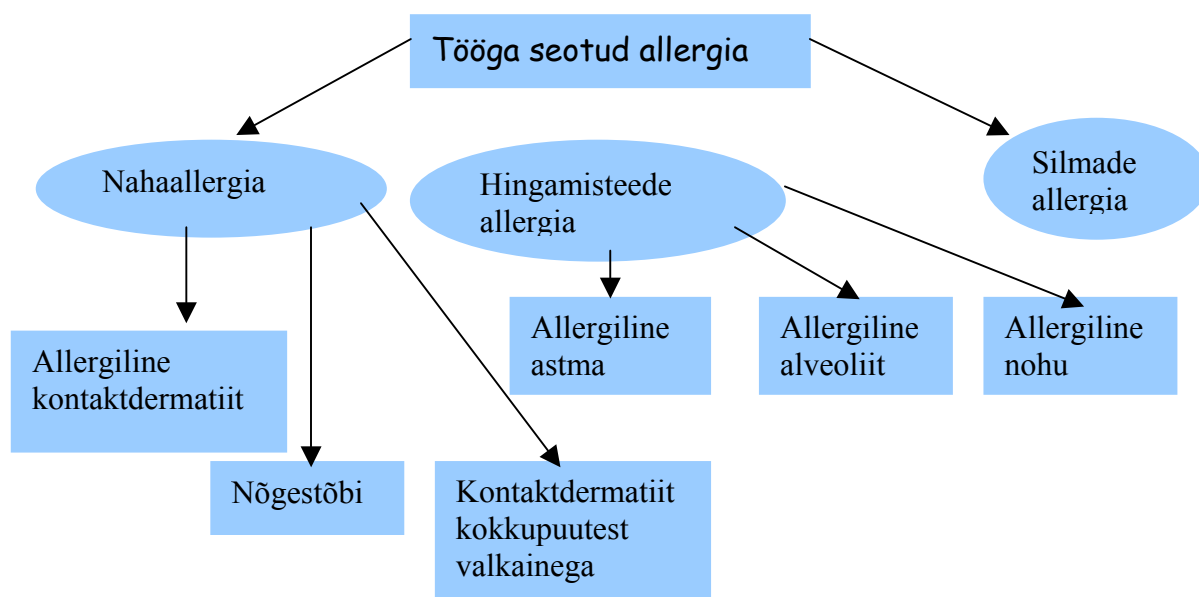 Tööga seotud allergia
Nahaallergia
Hingamisteede
allergia
Silmade
allergia
Allergiline
kontaktdermatiit
Nõgestõbi
Kontaktdermatiit
kokkupuutest
valkainega
Allergiline
astma
Allergiline
alveoliit
Allergiline
nohu